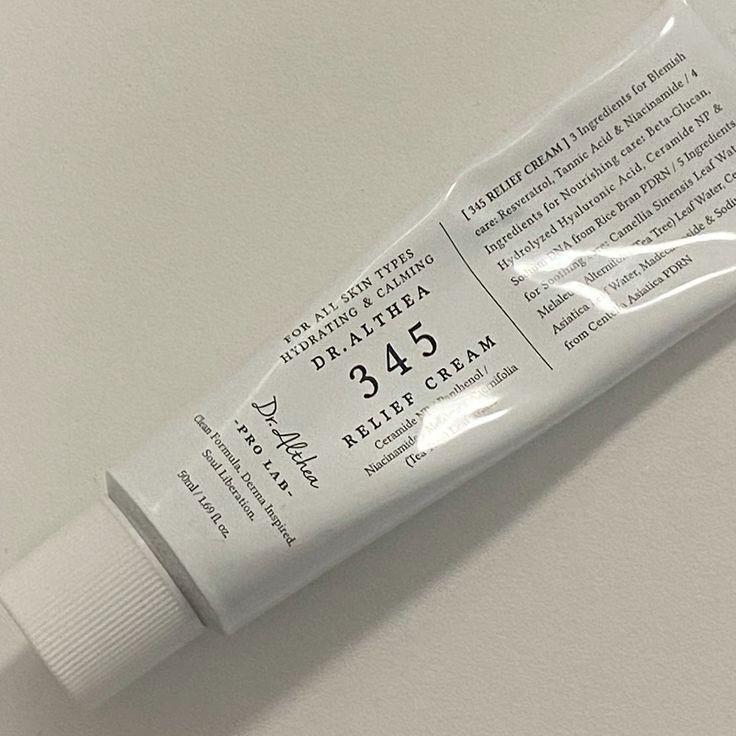 FOR ALL SKIN TYPES
HYDRATING & CALMING
DR.ALTHEA
345
RELIEF CREAM
Ceramide Panthenol /
Niacinamide
(Tea
Dr.Althea
-PRO LAB-
Clean Formula. Derma Inspired.
Soul Liberation.
50ml / 1.69 fl. oz.
[ 345 RELIEF CREAM ] 3 Ingredients for Blemish
care: Resveratrol, Tannic Acid & Niacinamide / 4
Ingredients for Nourishing care: Beta-Glucan,
Hydrolyzed Hyaluronic Acid, Ceramide NP &
DNA from Rice Bran PDRN / 5 Ingredients
for Soothing Camellia Sinensis Leaf
(Tea Tree) Leaf Water,
Asiatica Water, &
from Asiatica PDRN